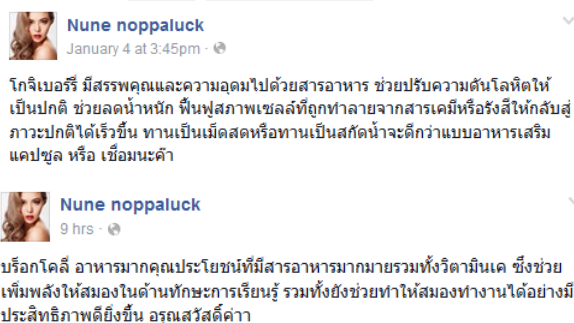 Nune noppaluck
January 4 at 3:45pm ·
โกจิเบอร์รี่ มีสรรพคุณและความอุดมไปด้วยสารอาหาร ช่วยปรับความดันโลหิตให้
เป็นปกติ ช่วยลดน้ำหนัก ฟื้นฟูสภาพเซลล์ที่ถูกทำลายจากสารเคมีหรือรังสีให้กลับสู่
ภาวะปกติได้เร็วขึ้น ทานเป็นเม็ดสดหรือทานเป็นสกัดน้ำจะดีกว่าแบบอาหารเสริม
แคปซูล หรือ เชื่อมนะค๊า
Nune noppaluck
9 hrs ·
บร็อกโคลี่ อาหารมากคุณประโยชน์ที่มีสารอาหารมากมายรวมทั้งวิตามินเค ซึ่งช่วย
เพิ่มพลังให้สมองในด้านทักษะการเรียนรู้ รวมทั้งยังช่วยทำให้สมองทำงานได้อย่างมี
ประสิทธิภาพดียิ่งขึ้น อรุณสวัสดิ์ค่าา